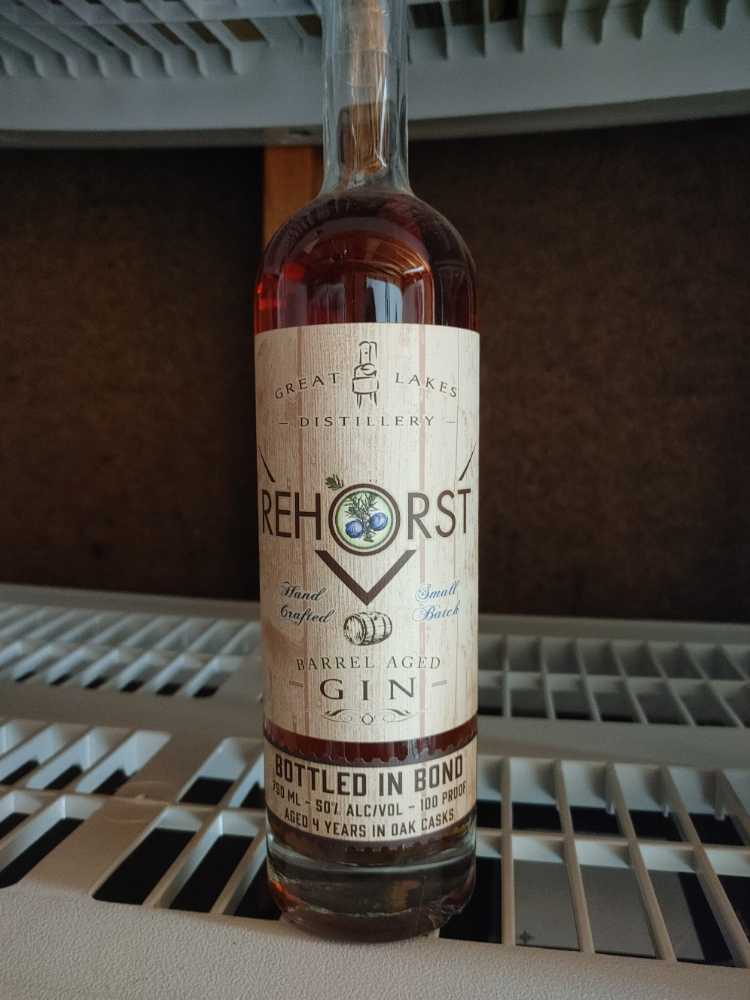 GREAT LAKES
– DISTILLERY –
REHORST
Hand Crafted
Small Batch
BARREL AGED
– GIN –
BOTTLED IN BOND
750 ML – 50% ALC/VOL – 100 PROOF
AGED 4 YEARS IN OAK CASKS